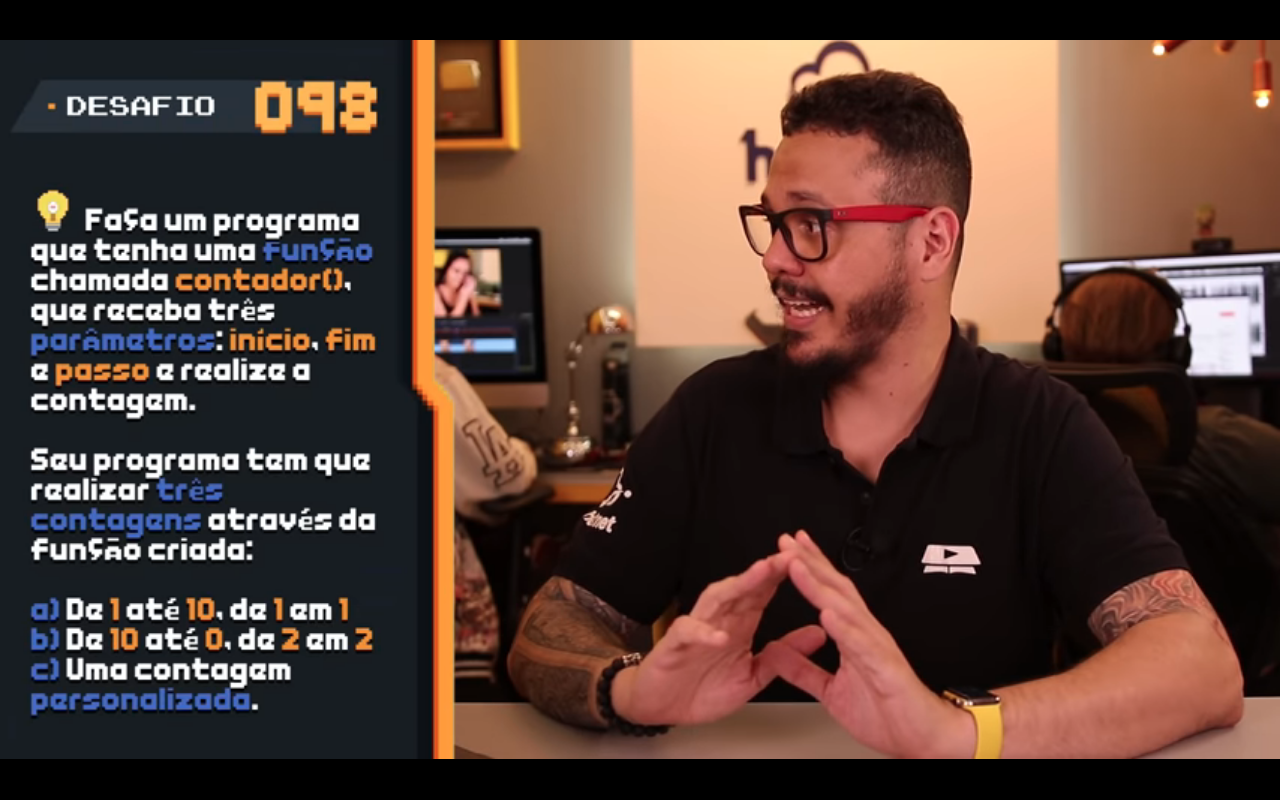 DESAFIO 098
Faça um programa
que tenha uma função
chamada contador(),
que receba três
parâmetros: início, fim
e passo e realize a
contagem.
Seu programa tem que
realizar três
contagens através da
função criada:
a) De 1 até 10, de 1 em 1
b) De 10 até 0, de 2 em 2
c) Uma contagem
personalizada.